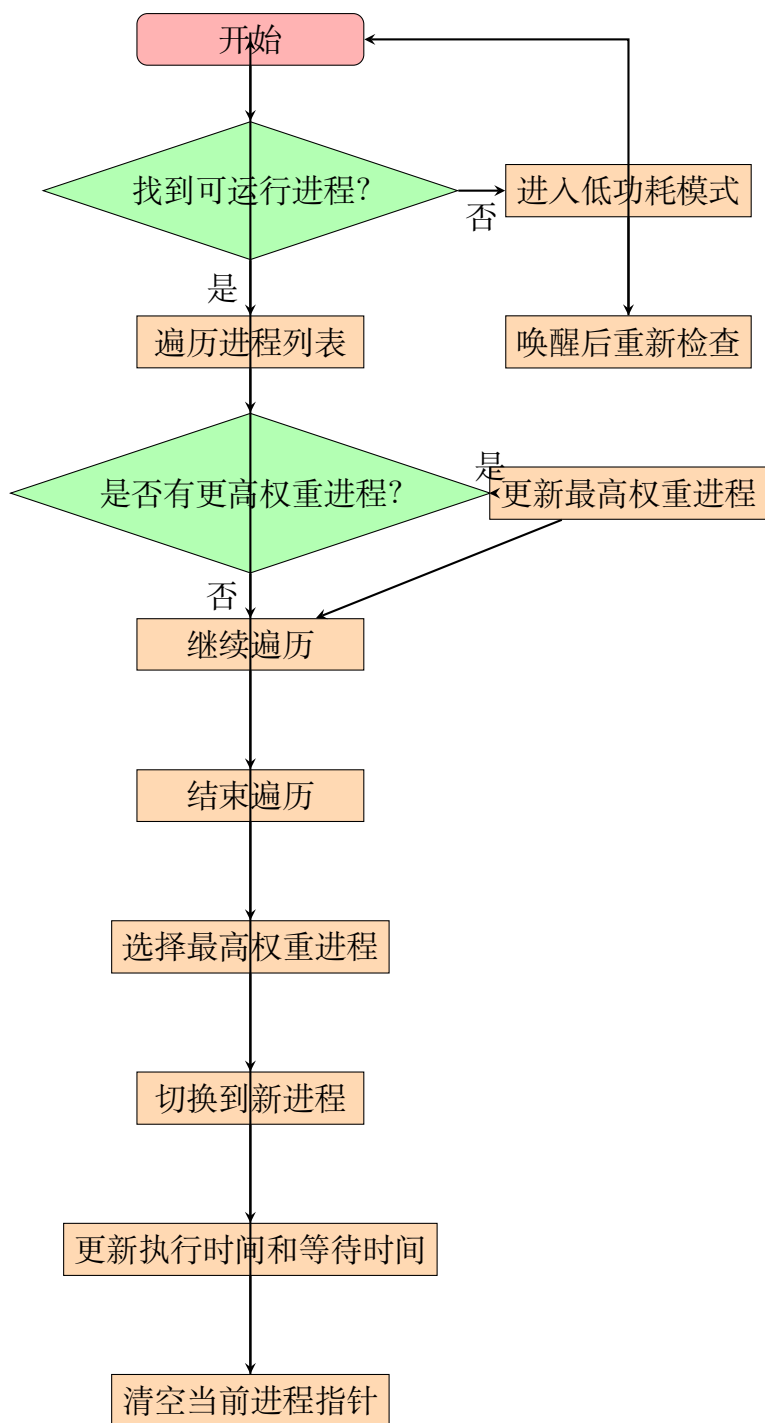 开始
找到可运行进程?
否
进入低功耗模式
是
遍历进程列表
唤醒后重新检查
是否有更高权重进程?
是
更新最高权重进程
否
继续遍历
结束遍历
选择最高权重进程
切换到新进程
更新执行时间和等待时间
清空当前进程指针